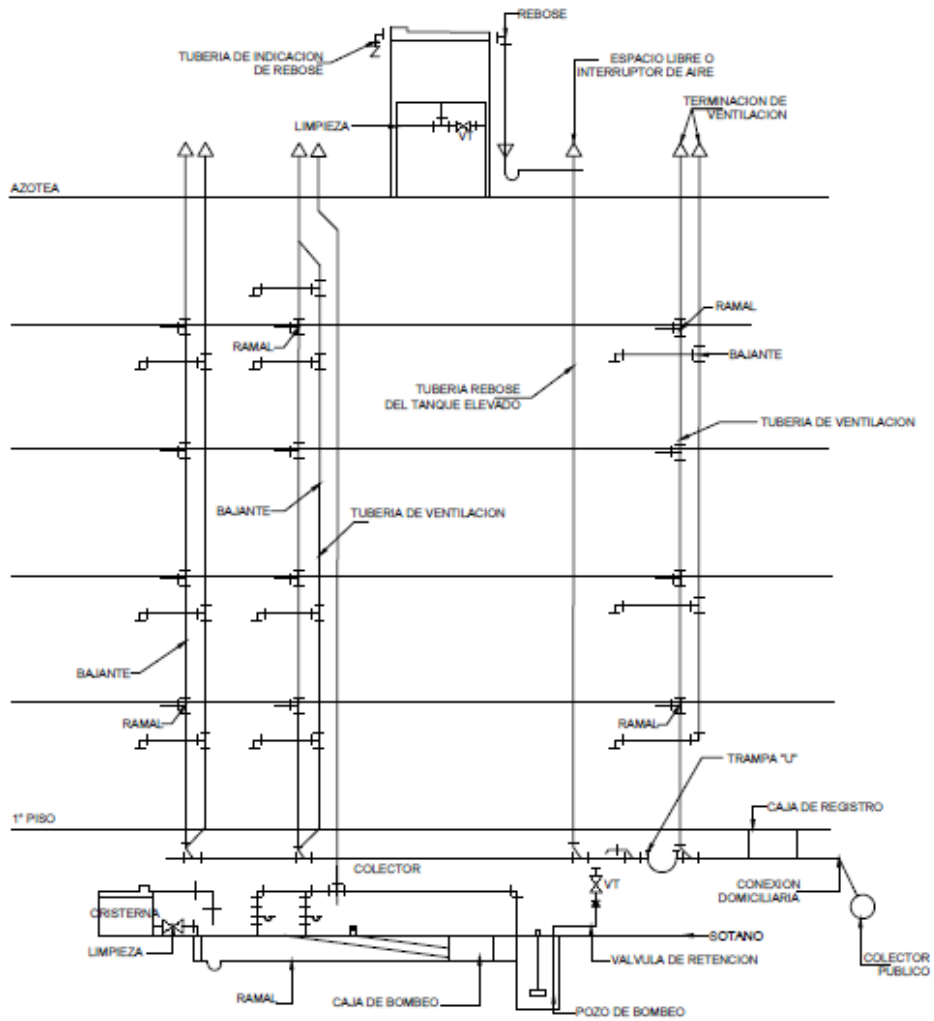 REBOSE
TUBERIA DE INDICACION
DE REBOSE
ESPACIO LIBRE O
INTERRUPTOR DE AIRE
TERMINACION DE
VENTILACION
LIMPIEZA
VT
AZOTEA
RAMAL
RAMAL
BAJANTE
TUBERIA REBOSE
DEL TANQUE ELEVADO
TUBERIA DE VENTILACION
BAJANTE
TUBERIA DE VENTILACION
BAJANTE
RAMAL
RAMAL
TRAMPA "U"
1° PISO
CAJA DE REGISTRO
COLECTOR
VT
CONEXION
DOMICILIARIA
CRISTERNA
LIMPIEZA
SOTANO
VALVULA DE RETENCION
COLECTOR
PUBLICO
RAMAL
CAJA DE BOMBEO
POZO DE BOMBEO